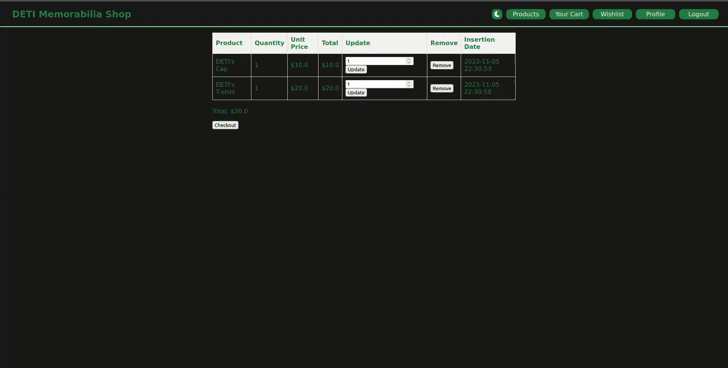 DETI Memorabilia Shop
Products Your Cart Wishlist Profile Logout
Product Quantity Unit Price Total Update Remove Insertion Date
DETI's Cap 1 $10.0 $10.0 1 Update Remove 2023-11-05 22:30:53
DETI's T-shirt 1 $20.0 $20.0 1 Update Remove 2023-11-05 22:30:58
Total: $30.0
Checkout